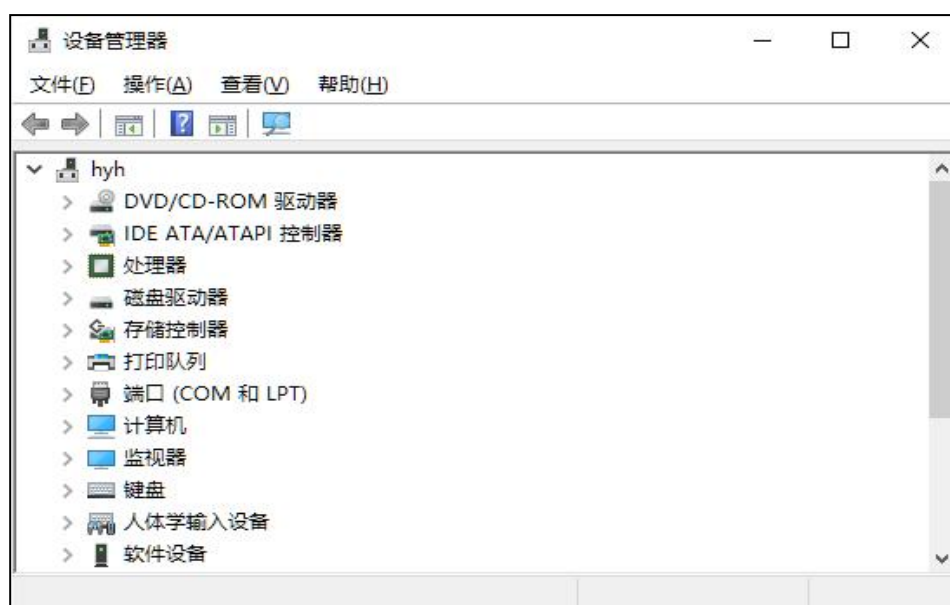 设备管理器
文件(F) 操作(A) 查看(V) 帮助(H)
hyh
DVD/CD-ROM 驱动器
IDE ATA/ATAPI 控制器
处理器
磁盘驱动器
存储控制器
打印队列
端口 (COM 和 LPT)
计算机
监视器
键盘
人体学输入设备
软件设备